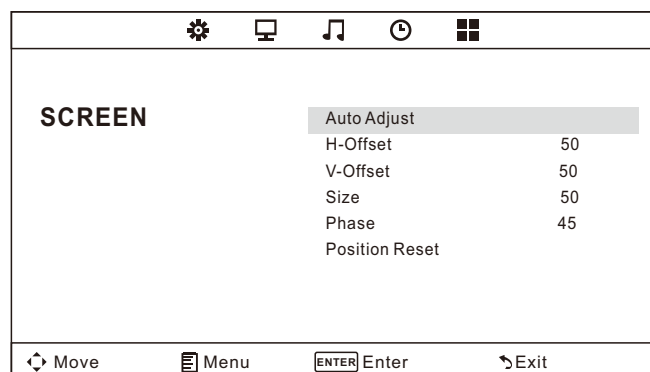 SCREEN
Auto Adjust
H-Offset 50
V-Offset 50
Size 50
Phase 45
Position Reset
Move Menu ENTER Enter Exit